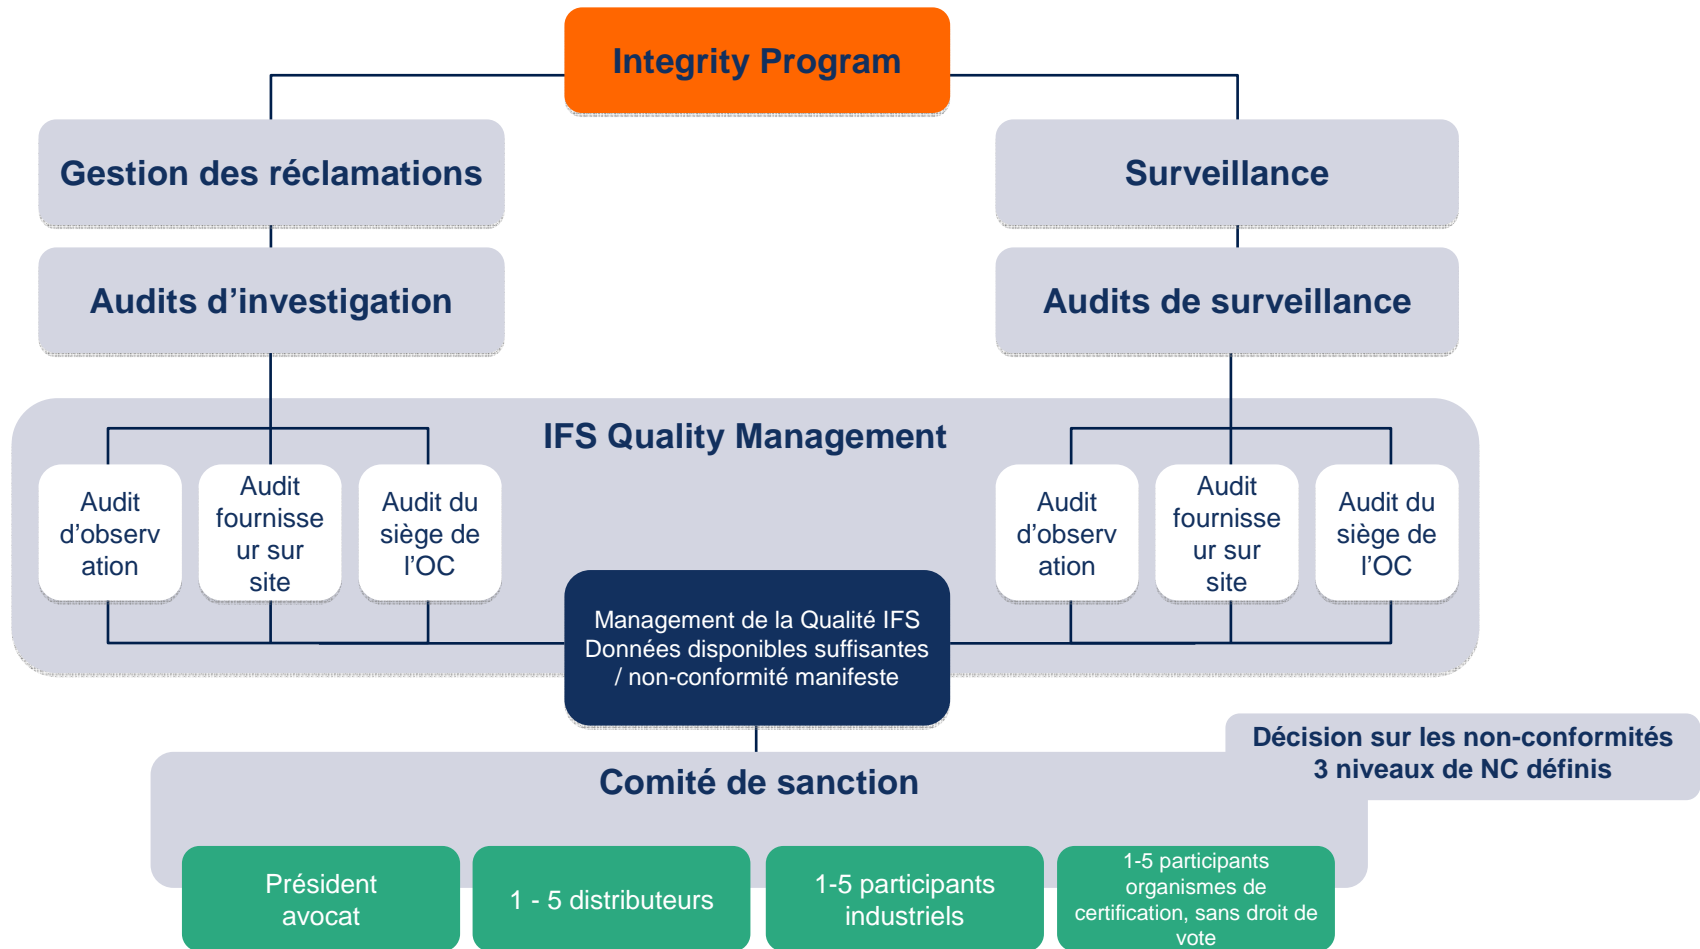 Integrity Program
Gestion des réclamations
Surveillance
Audits d’investigation
Audits de surveillance
IFS Quality Management
Audit
d’observ
ation
Audit
fournisse
ur sur
site
Audit du
siège de
l’OC
Audit
d’observ
ation
Audit
fournisse
ur sur
site
Audit du
siège de
l’OC
Management de la Qualité IFS
Données disponibles suffisantes
/ non-conformité manifeste
Décision sur les non-conformités
3 niveaux de NC définis
Comité de sanction
Président
avocat
1 - 5 distributeurs
1-5 participants
industriels
1-5 participants
organismes de
certification, sans droit de
vote